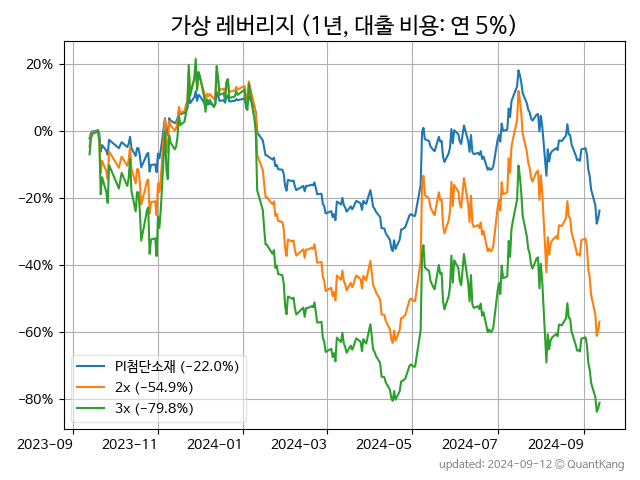 가상 레버리지 (1년, 대출 비용: 연 5%)
20%
0%
−20%
−40%
−60%
−80%
PI첨단소재 (−22.0%)
2x (−54.9%)
3x (−79.8%)
2023−09 2023−11 2024−01 2024−03 2024−05 2024−07 2024−09
updated: 2024-09-12 © QuantKang